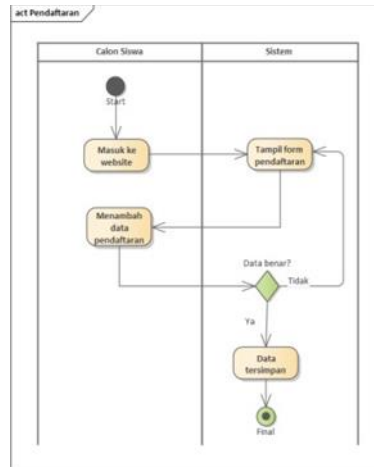 act Pendaftaran
Calon Siswa
Sistem
Start
Masuk ke
website
Tampil form
pendaftaran
Menambah
data
pendaftaran
Data benar?
Tidak
Ya
Data
tersimpan
Final